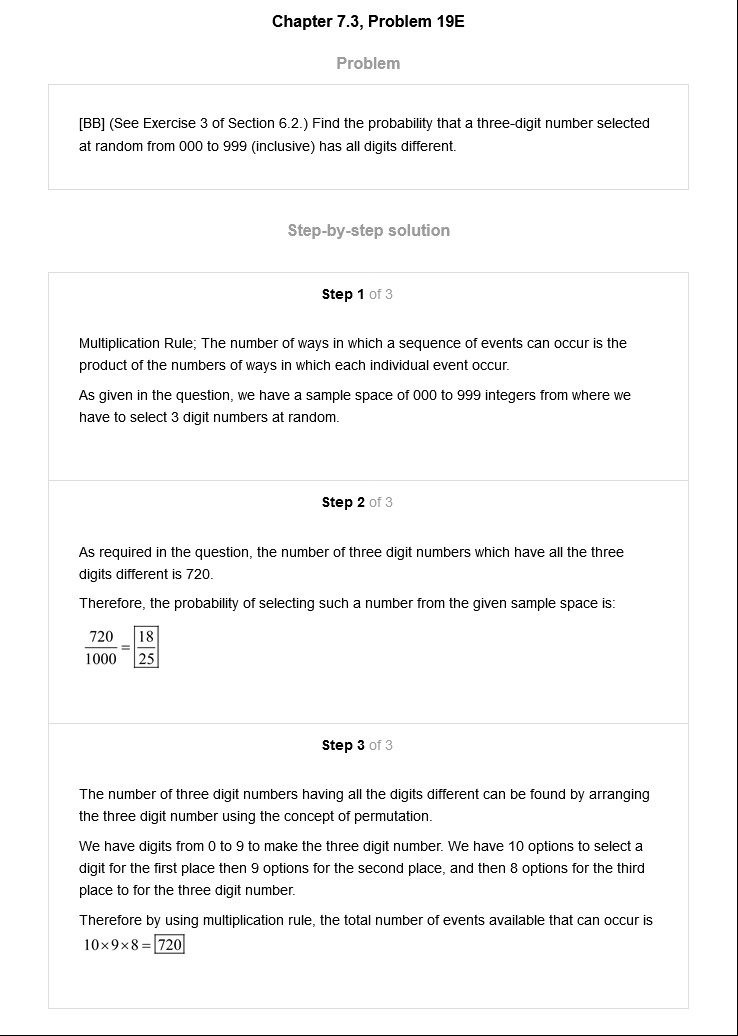 Chapter 7.3, Problem 19E
Problem
[BB] (See Exercise 3 of Section 6.2.) Find the probability that a three-digit number selected
at random from 000 to 999 (inclusive) has all digits different.
Step-by-step solution
Step 1 of 3
Multiplication Rule; The number of ways in which a sequence of events can occur is the
product of the numbers of ways in which each individual event occur.
As given in the question, we have a sample space of 000 to 999 integers from where we
have to select 3 digit numbers at random.
Step 2 of 3
As required in the question, the number of three digit numbers which have all the three
digits different is 720.
Therefore, the probability of selecting such a number from the given sample space is:
720/1000 = 18/25
Step 3 of 3
The number of three digit numbers having all the digits different can be found by arranging
the three digit number using the concept of permutation.
We have digits from 0 to 9 to make the three digit number. We have 10 options to select a
digit for the first place then 9 options for the second place, and then 8 options for the third
place to for the three digit number.
Therefore by using multiplication rule, the total number of events available that can occur is
10×9×8=720